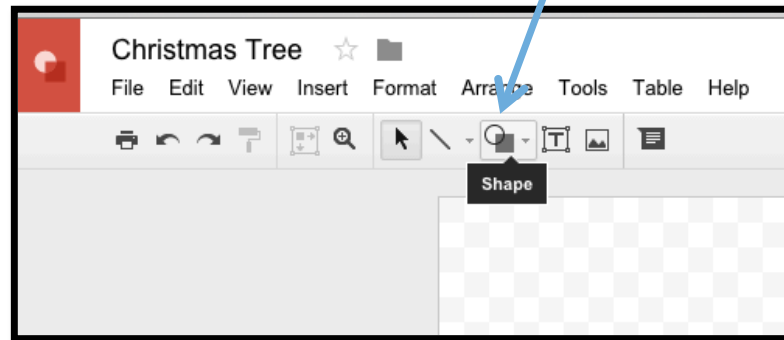 Christmas Tree
File Edit View Insert Format Arrange Tools Table Help
Shape